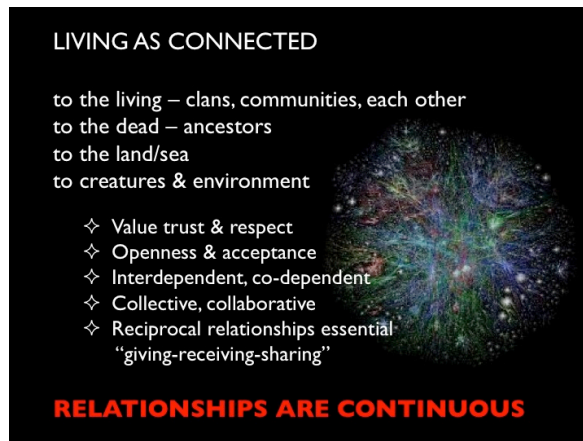 LIVING AS CONNECTED
to the living – clans, communities, each other
to the dead – ancestors
to the land/sea
to creatures & environment
✧ Value trust & respect
✧ Openness & acceptance
✧ Interdependent, co-dependent
✧ Collective, collaborative
✧ Reciprocal relationships essential
“giving-receiving-sharing”
RELATIONSHIPS ARE CONTINUOUS